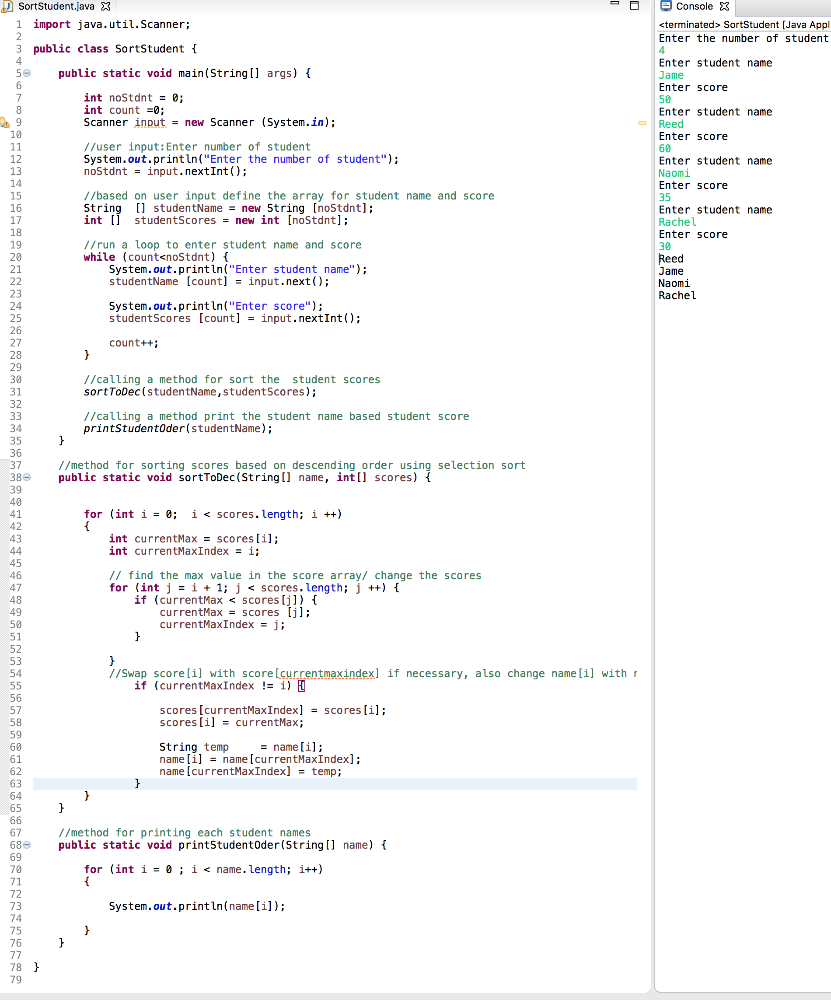 SortStudent.java
1 import java.util.Scanner;
2
3 public class SortStudent {
4
5 public static void main(String[] args) {
6
7 int noStdnt = 0;
8 int count =0;
9 Scanner input = new Scanner (System.in);
10
11 //user input:Enter number of student
12 System.out.println("Enter the number of student");
13 noStdnt = input.nextInt();
14
15 //based on user input define the array for student name and score
16 String [] studentName = new String [noStdnt];
17 int [] studentScores = new int [noStdnt];
18
19 //run a loop to enter student name and score
20 while (count<noStdnt) {
21 System.out.println("Enter student name");
22 studentName [count] = input.next();
23
24 System.out.println("Enter score");
25 studentScores [count] = input.nextInt();
26
27 count++;
28 }
29
30 //calling a method for sort the student scores
31 sortToDec(studentName,studentScores);
32
33 //calling a method print the student name based student score
34 printStudentOder(studentName);
35 }
36
37 //method for sorting scores based on descending order using selection sort
38 public static void sortToDec(String[] name, int[] scores) {
39
40
41 for (int i = 0; i < scores.length; i ++)
42 {
43 int currentMax = scores[i];
44 int currentMaxIndex = i;
45
46 // find the max value in the score array/ change the scores
47 for (int j = i + 1; j < scores.length; j ++) {
48 if (currentMax < scores[j]) {
49 currentMax = scores [j];
50 currentMaxIndex = j;
51 }
52
53 }
54 //Swap score[i] with score[currentmaxindex] if necessary, also change name[i] with
55 if (currentMaxIndex != i) {
56
57 scores[currentMaxIndex] = scores[i];
58 scores[i] = currentMax;
59
60 String temp = name[i];
61 name[i] = name[currentMaxIndex];
62 name[currentMaxIndex] = temp;
63 }
64 }
65 }
66
67 //method for printing each student names
68 public static void printStudentOder(String[] name) {
69
70 for (int i = 0 ; i < name.length; i++)
71 {
72
73 System.out.println(name[i]);
74
75 }
76 }
77
78 }
79
Console
<terminated> SortStudent [Java Appl
Enter the number of student
4
Enter student name
Jame
Enter score
50
Enter student name
Reed
Enter score
60
Enter student name
Naomi
Enter score
35
Enter student name
Rachel
Enter score
30
Reed
Jame
Naomi
Rachel